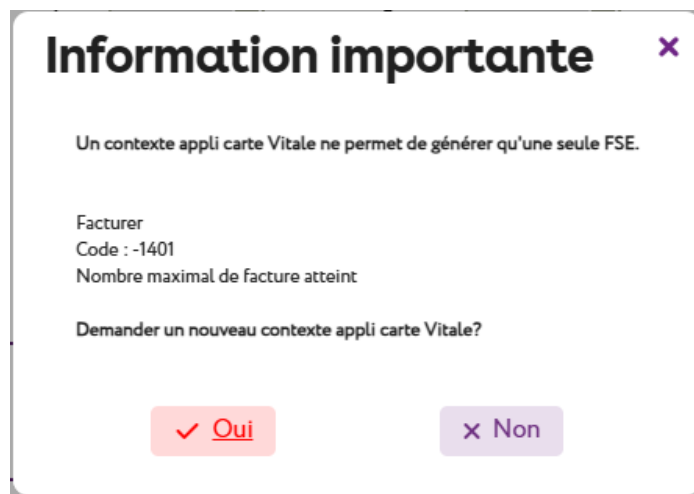 Information importante
Un contexte appli carte Vitale ne permet de générer qu'une seule FSE.
Facturer
Code : -1401
Nombre maximal de facture atteint
Demander un nouveau contexte appli carte Vitale?
Oui
Non